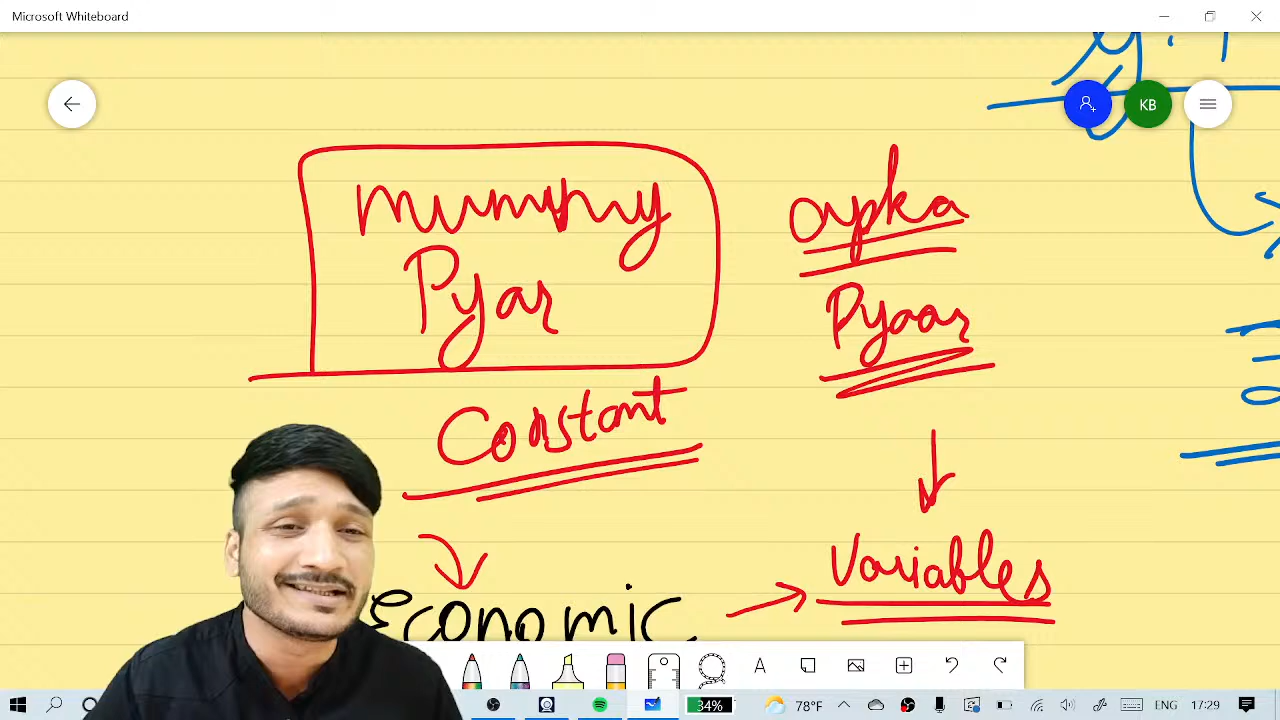 Microsoft Whiteboard
KB
mummy
Pyar
Constant
aapka
Pyaar
Variables
Economic
A
34%
78°F
ENG
17:29